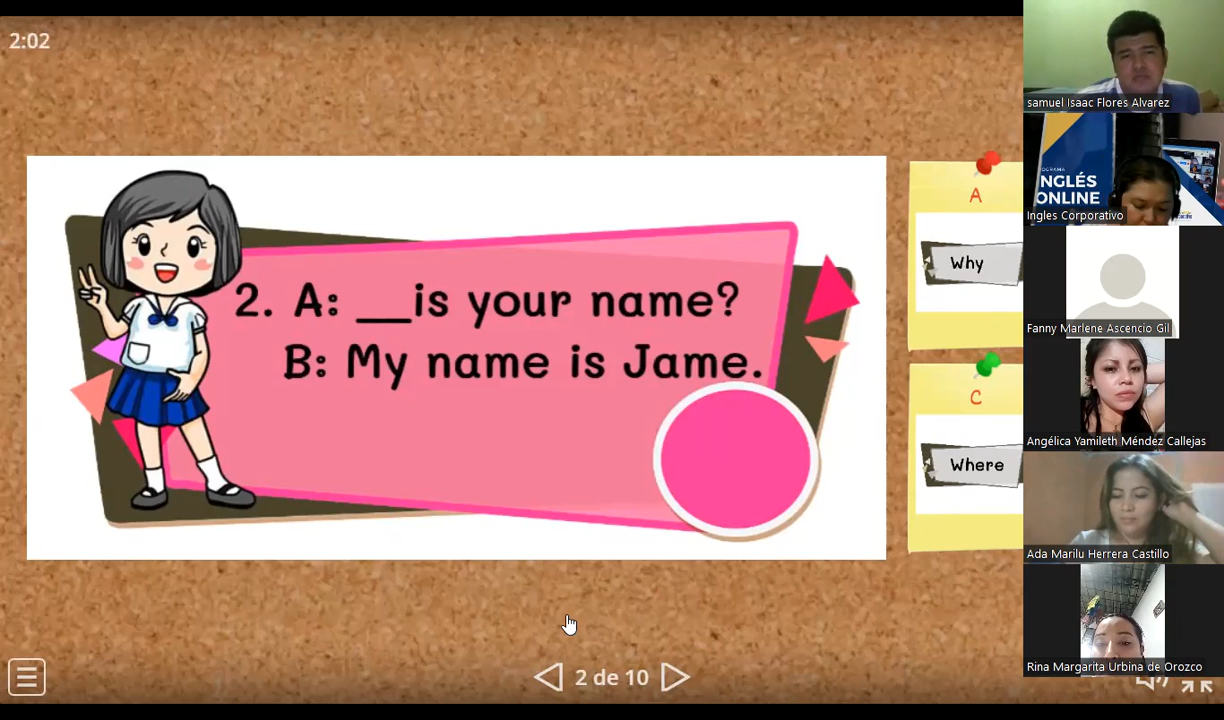 2:02
2. A: __is your name?
B: My name is Jame.
A
Why
C
Where
2 de 10
samuel Isaac Flores Alvarez
NGLÉS
ONLINE
Ingles Corporativo
Fanny Marlene Ascencio Gil
Angélica Yamileth Méndez Callejas
Ada Marilu Herrera Castillo
Rina Margarita Urbina de Orozco